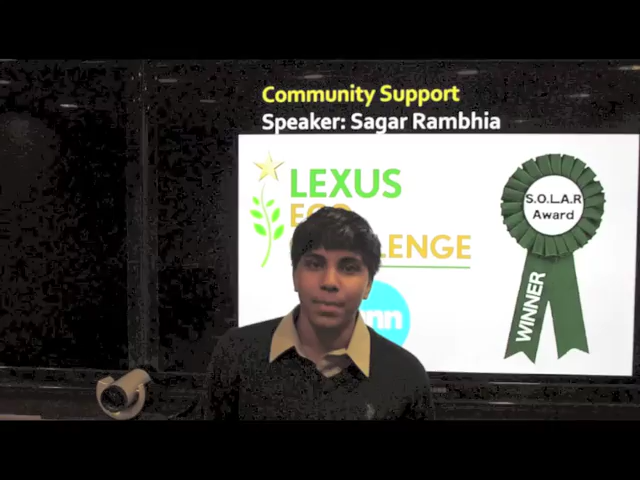 Community Support
Speaker: Sagar Rambhia
LEXUS
S.O.L.A.R
Award
WINNER